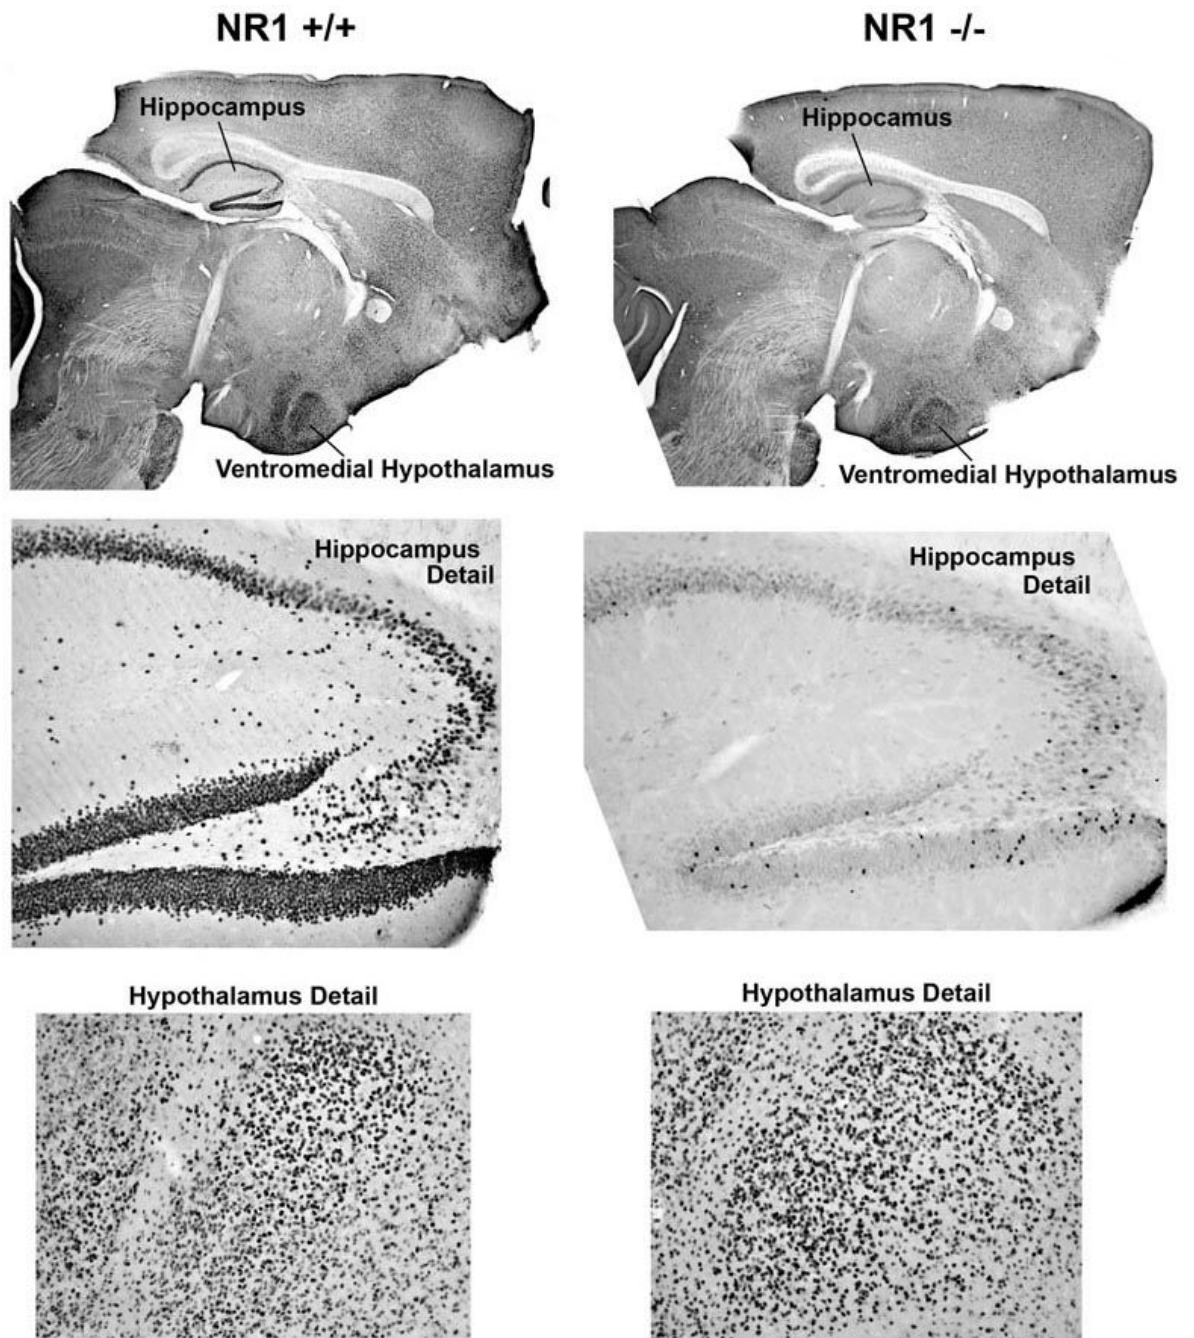 NR1 +/+
NR1 -/-
Hippocampus
Hippocamus
Ventromedial Hypothalamus
Ventromedial Hypothalamus
Hippocampus
Detail
Hippocampus
Detail
Hypothalamus Detail
Hypothalamus Detail